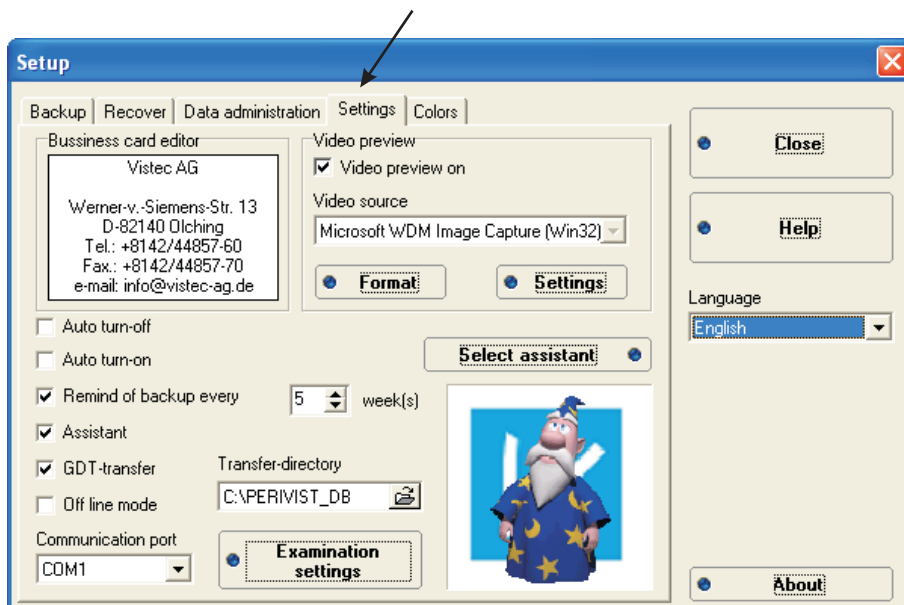 Setup
Backup Recover Data administration Settings Colors
Bussiness card editor
Vistec AG
Werner-v.-Siemens-Str. 13
D-82140 Olching
Tel.: +8142/44857-60
Fax.: +8142/44857-70
e-mail: info@vistec-ag.de
Video preview
Video preview on
Video source
Microsoft WDM Image Capture (Win32)
Format Settings
Auto turn-off
Auto turn-on
Select assistant
Remind of backup every 5 week(s)
Assistant
GDT-transfer
Off line mode
Transfer-directory
C:\PERIVIST_DB
Communication port
COM1
Examination
settings
Close
Help
Language
English
About